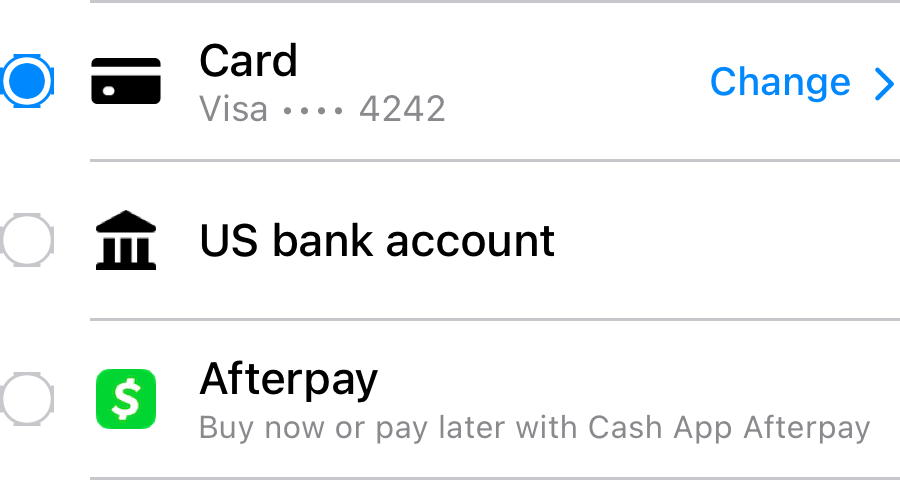 Card
Visa •••• 4242
Change
US bank account
Afterpay
Buy now or pay later with Cash App Afterpay